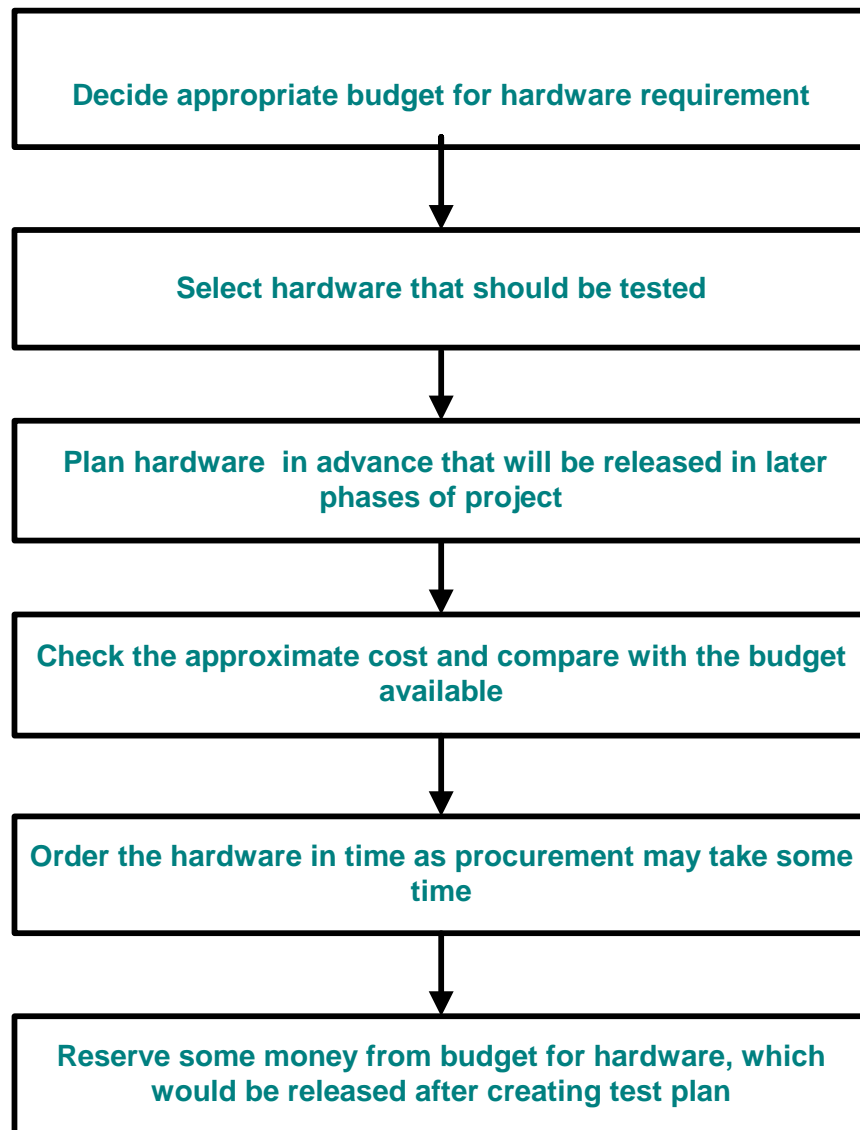 Decide appropriate budget for hardware requirement
Select hardware that should be tested
Plan hardware  in advance that will be released in later
phases of project
Check the approximate cost and compare with the budget
available
Order the hardware in time as procurement may take some
time
Reserve some money from budget for hardware, which
would be released after creating test plan